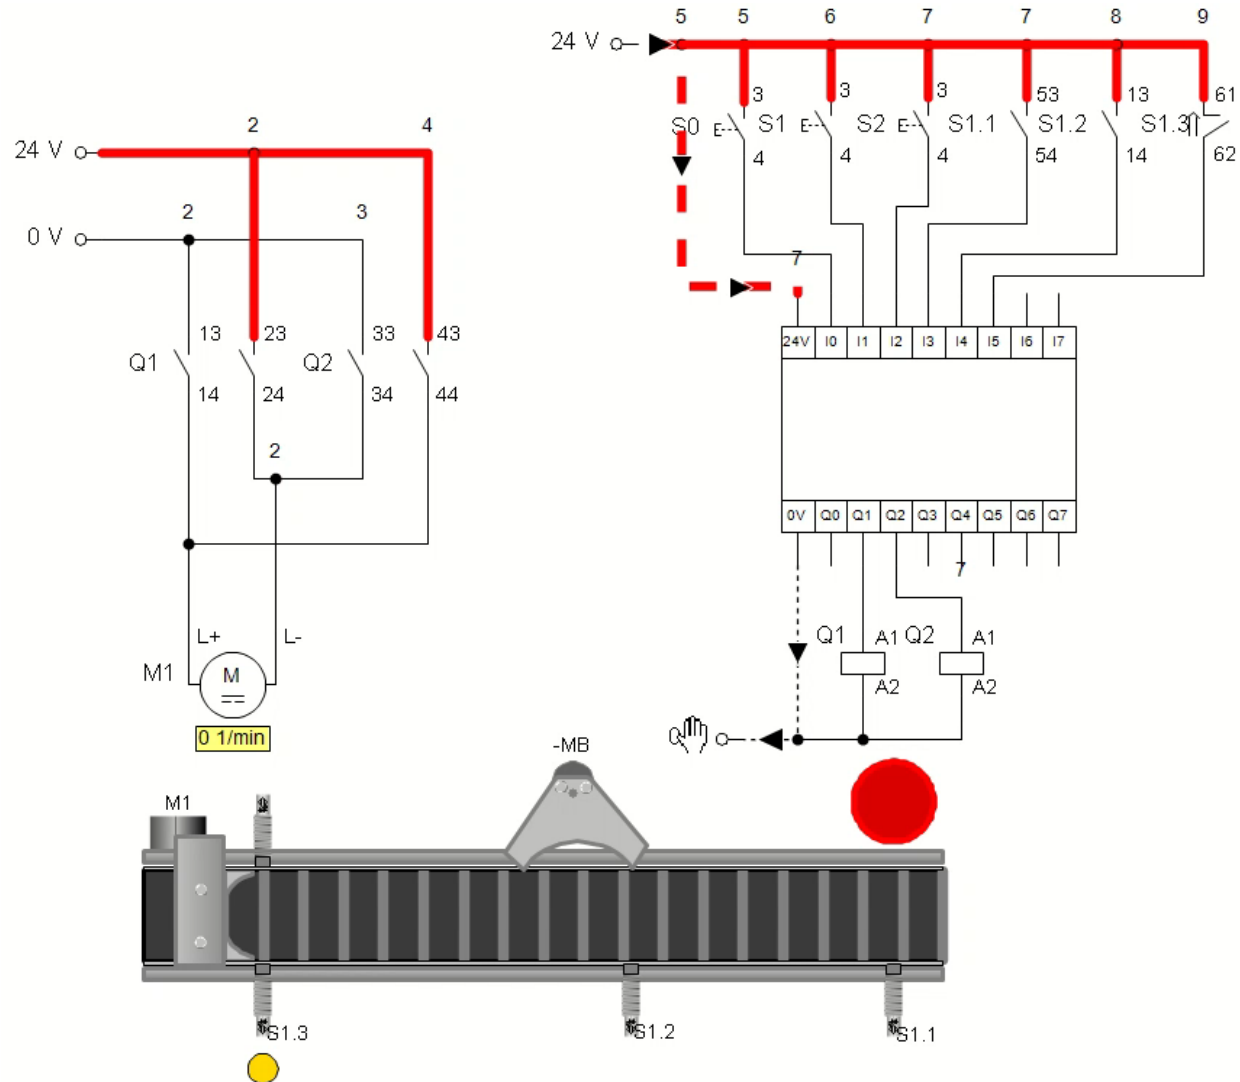 5 5 6 7 7 8 9
24 V
3 3 3 53 13 61
S0 S1 S2 S1.1 S1.2 S1.3
E E E
4 4 4 54 14 62
2 4
24 V
2 3
0 V
7
13 23 33 43
Q1 Q2
14 24 34 44
24V I0 I1 I2 I3 I4 I5 I6 I7
2
0V Q0 Q1 Q2 Q3 Q4 Q5 Q6 Q7
7
L+ L-
Q1 A1 Q2 A1
M1 M
A2 A2
0 1/min
-MB
M1
S1.3 S1.2 S1.1